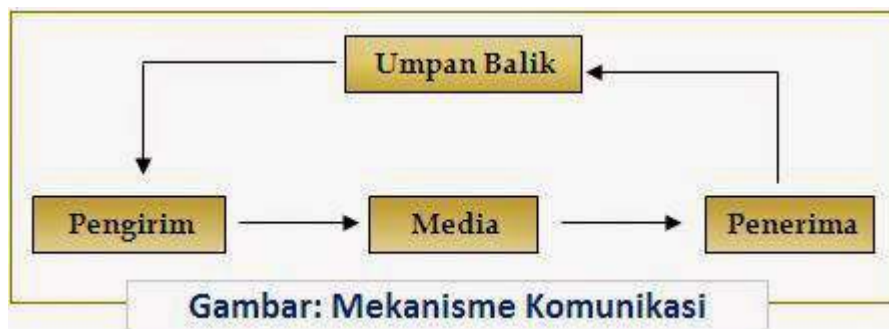 Umpan Balik
Pengirim
Media
Penerima
Gambar: Mekanisme Komunikasi